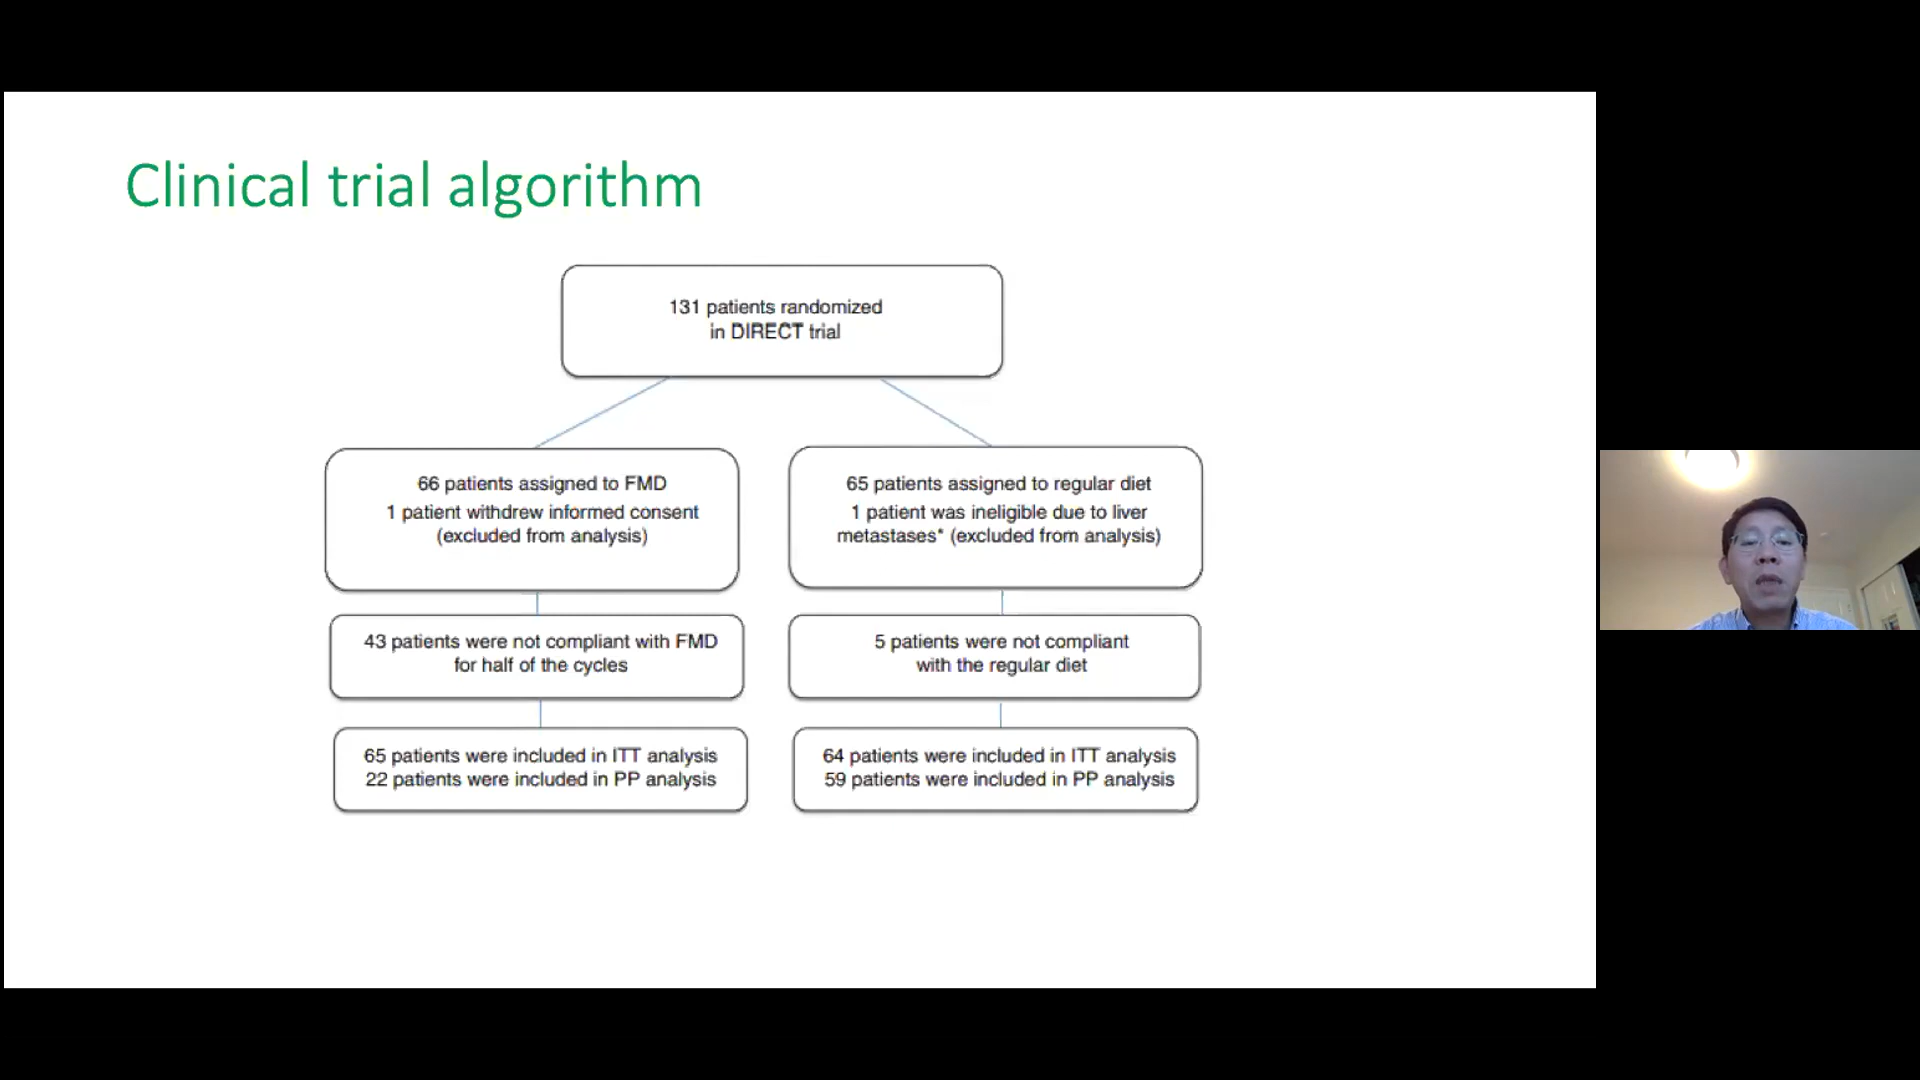 Clinical trial algorithm
131 patients randomized
in DIRECT trial
66 patients assigned to FMD
1 patient withdrew informed consent
(excluded from analysis)
65 patients assigned to regular diet
1 patient was ineligible due to liver
metastases* (excluded from analysis)
43 patients were not compliant with FMD
for half of the cycles
5 patients were not compliant
with the regular diet
65 patients were included in ITT analysis
22 patients were included in PP analysis
64 patients were included in ITT analysis
59 patients were included in PP analysis